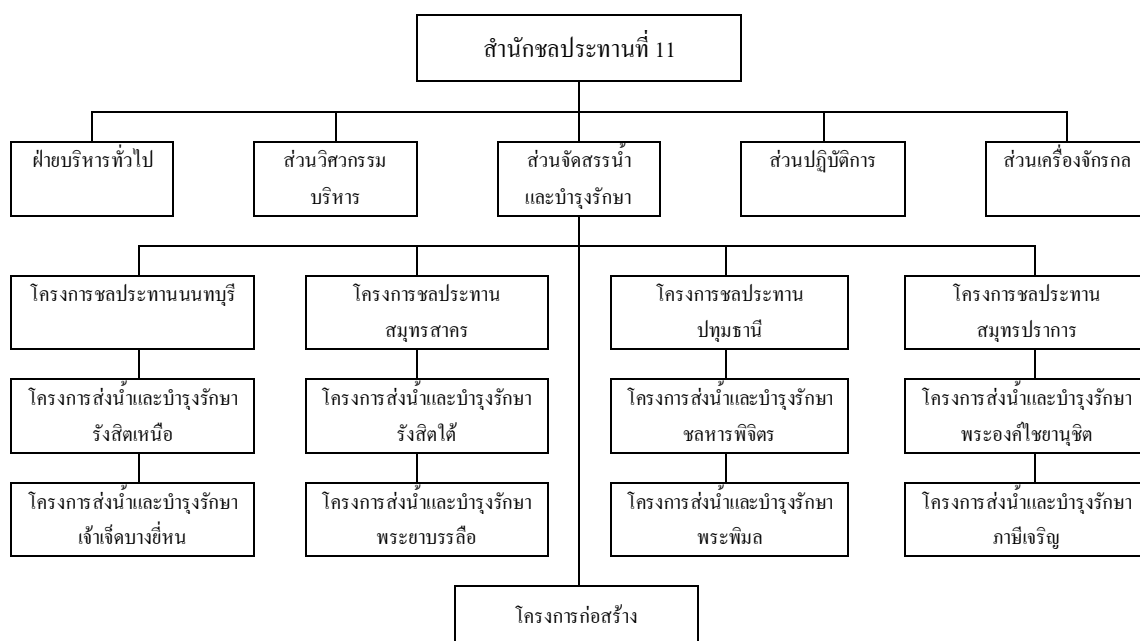 สำนักชลประทานที่ 11
ฝ่ายบริหารทั่วไป
ส่วนวิศวกรรม
บริหาร
ส่วนจัดสรรน้ำ
และบำรุงรักษา
ส่วนปฏิบัติการ
ส่วนเครื่องจักรกล
โครงการชลประทานนนทบุรี
โครงการชลประทาน
สมุทรสาคร
โครงการชลประทาน
ปทุมธานี
โครงการชลประทาน
สมุทรปราการ
โครงการส่งน้ำและบำรุงรักษา
รังสิตเหนือ
โครงการส่งน้ำและบำรุงรักษา
รังสิตใต้
โครงการส่งน้ำและบำรุงรักษา
ชลหารพิจิตร
โครงการส่งน้ำและบำรุงรักษา
พระองค์ไชยานุชิต
โครงการส่งน้ำและบำรุงรักษา
เจ้าเจ็ดบางยี่หน
โครงการส่งน้ำและบำรุงรักษา
พระยาบรรลือ
โครงการส่งน้ำและบำรุงรักษา
พระพิมล
โครงการส่งน้ำและบำรุงรักษา
ภาษีเจริญ
โครงการก่อสร้าง